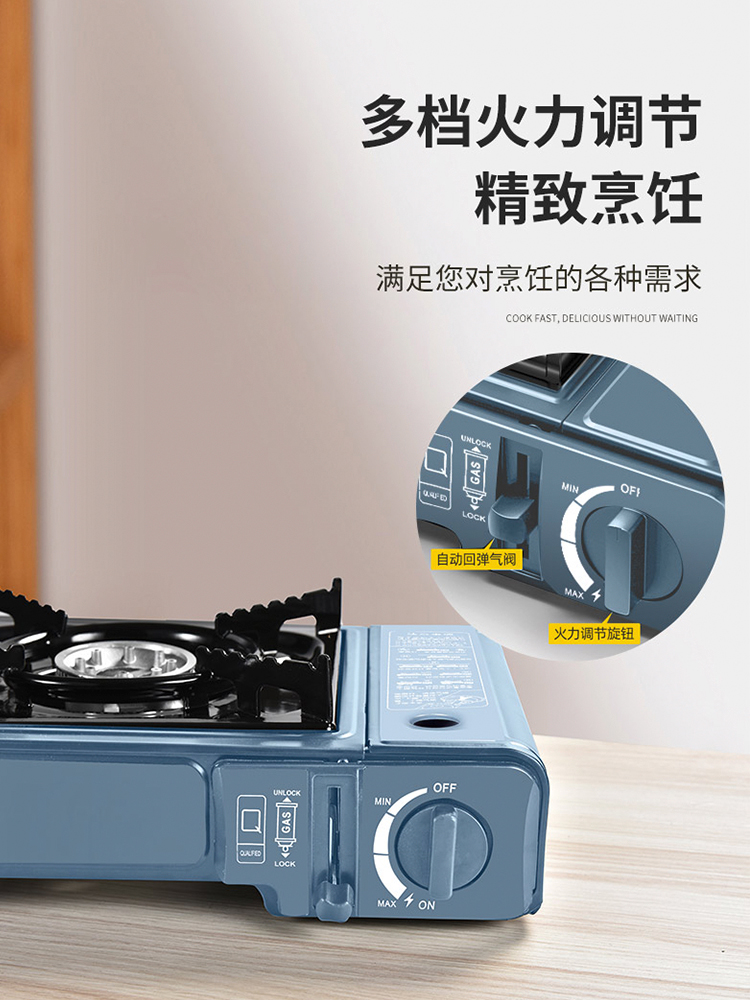 多档火力调节
精致烹饪
满足您对烹饪的各种需求
COOK FAST, DELICIOUS WITHOUT WAITING
UNLOCK
GAS
LOCK
Q
QUALIFED
MIN
OFF
MAX
自动回弹气阀
火力调节旋钮
UNLOCK
GAS
LOCK
Q
QUALIFED
OFF
MIN
MAX
ON